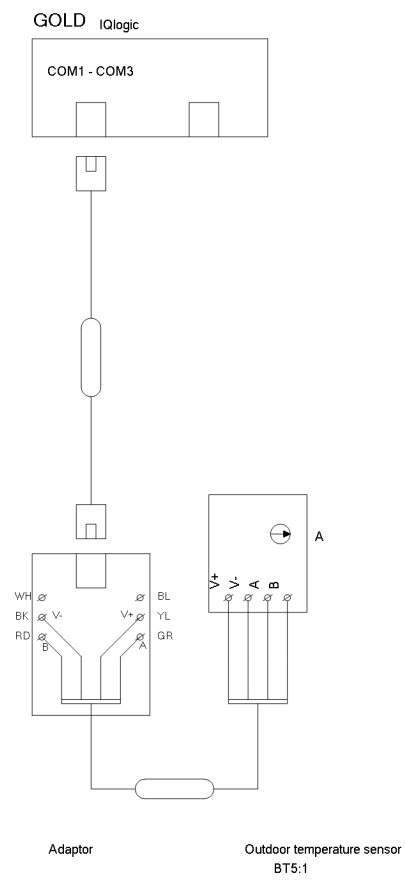 GOLD IQlogic
COM1 - COM3
A
V+ V- A B
WH BL
BK V- V+ YL
RD B A GR
Adaptor Outdoor temperature sensor
BT5:1